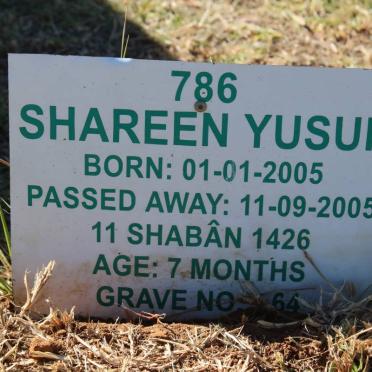 786
SHAREEN YUSUF
BORN: 01-01-2005
PASSED AWAY: 11-09-2005
11 SHABÂN 1426
AGE: 7 MONTHS
GRAVE NO 64